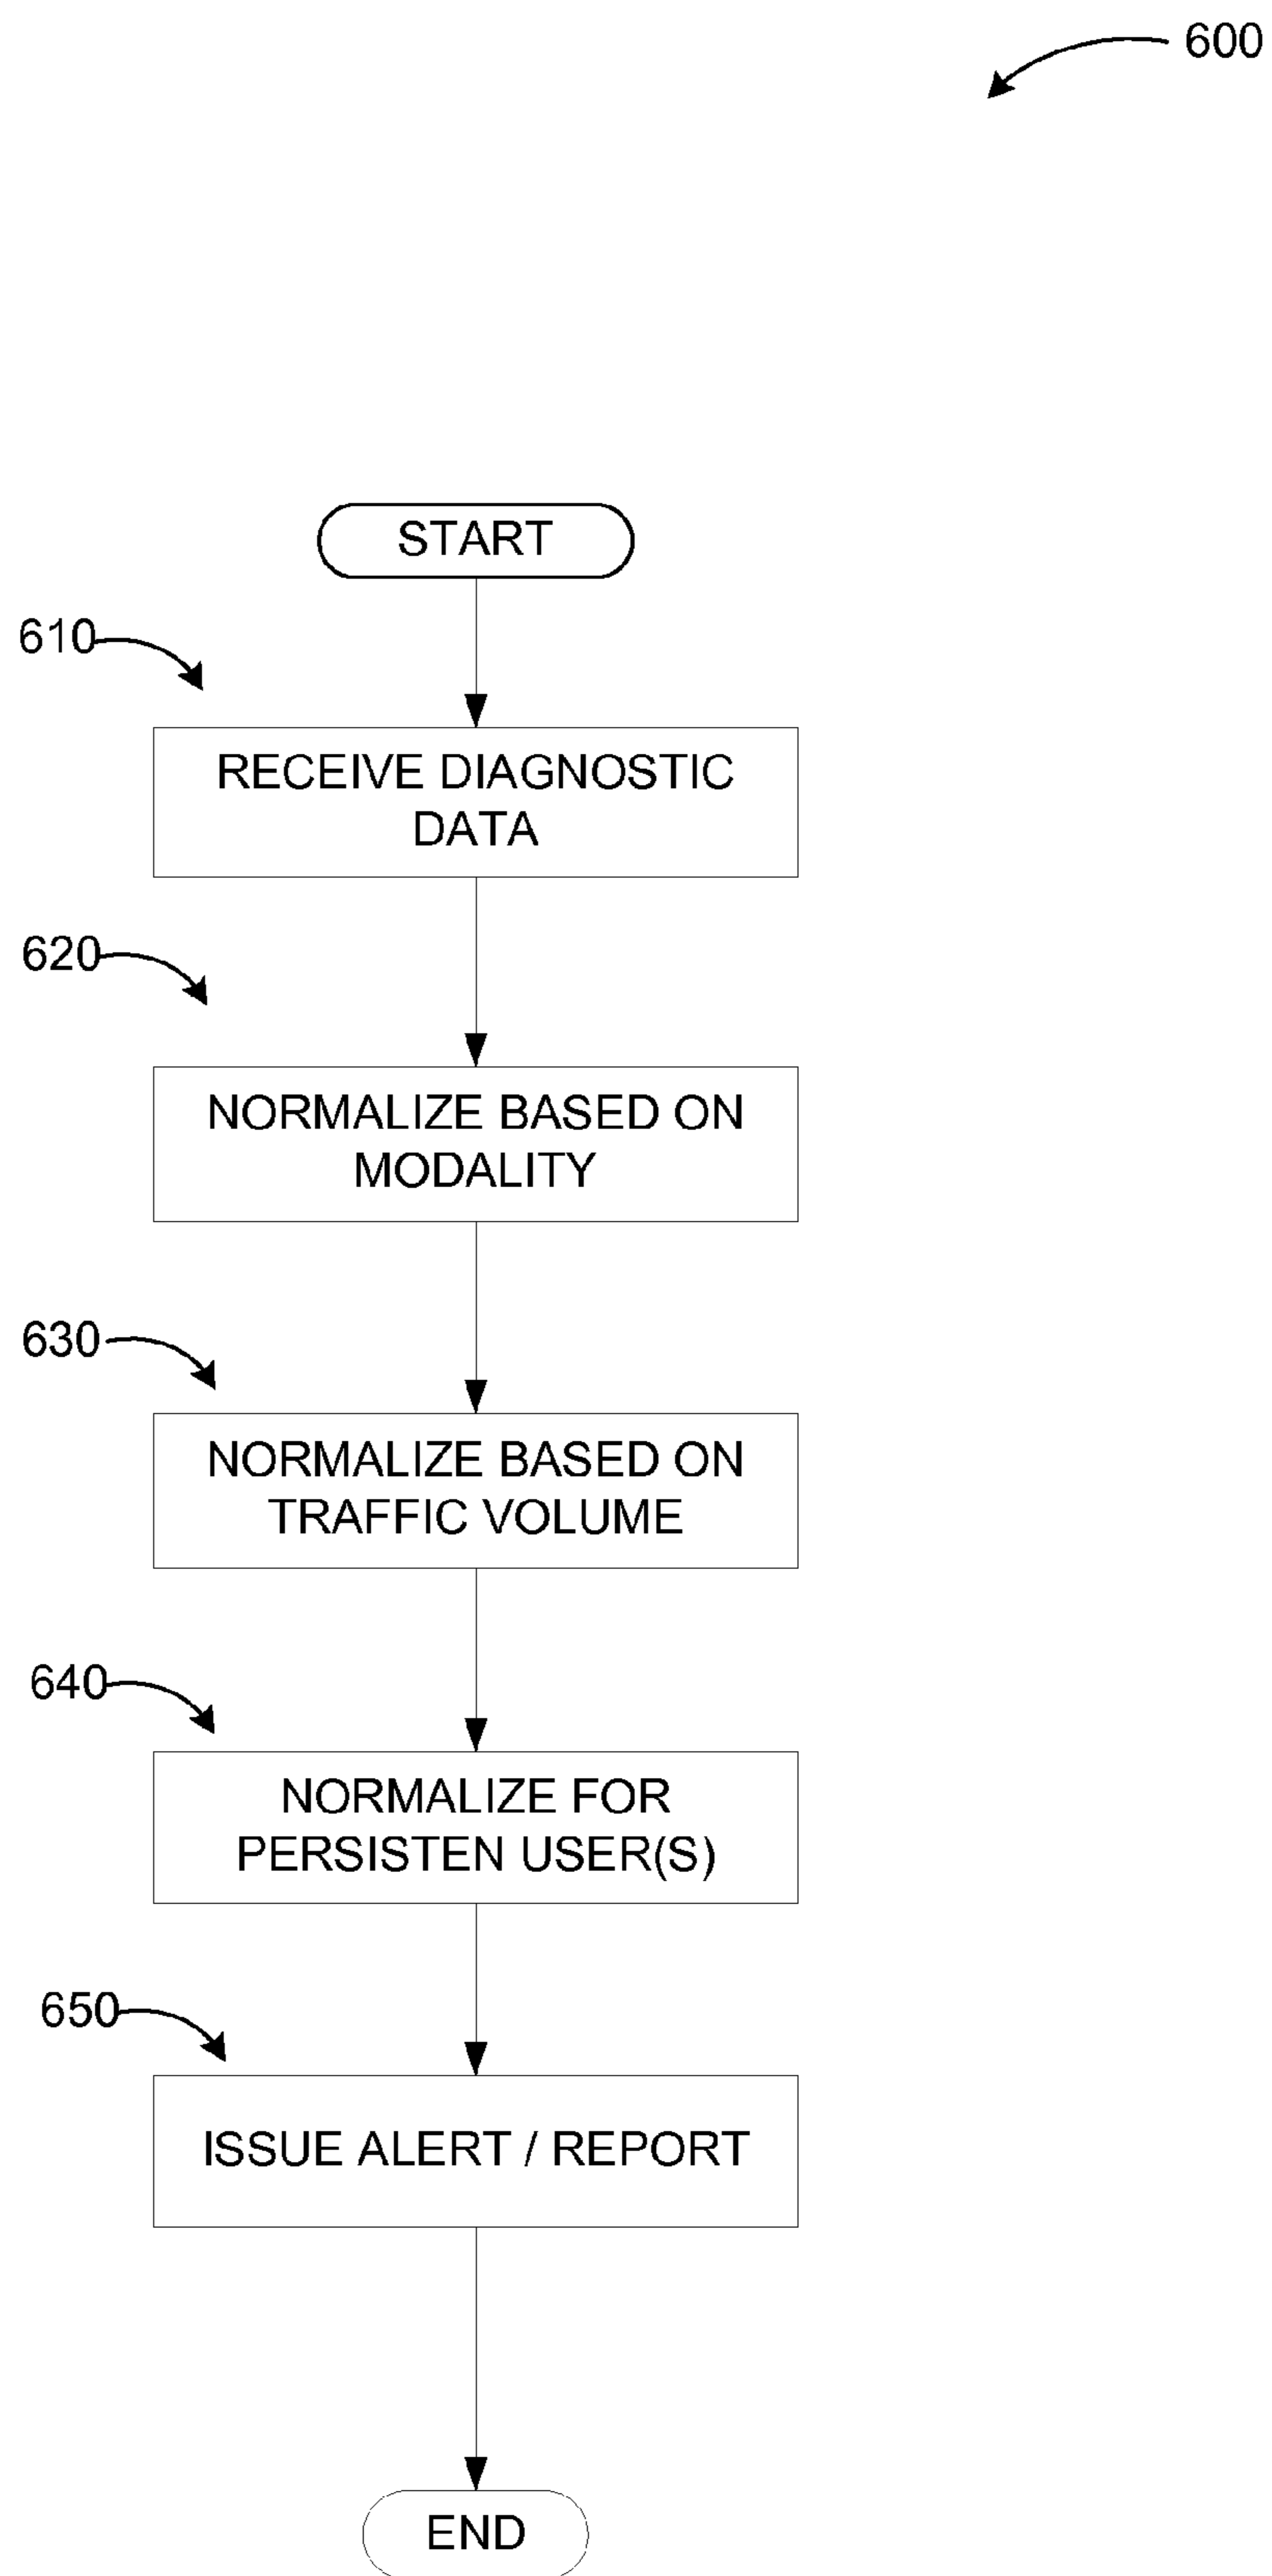 600
START
610
RECEIVE DIAGNOSTIC
DATA
620
NORMALIZE BASED ON
MODALITY
630
NORMALIZE BASED ON
TRAFFIC VOLUME
640
NORMALIZE FOR
PERSISTEN USER(S)
650
ISSUE ALERT / REPORT
END